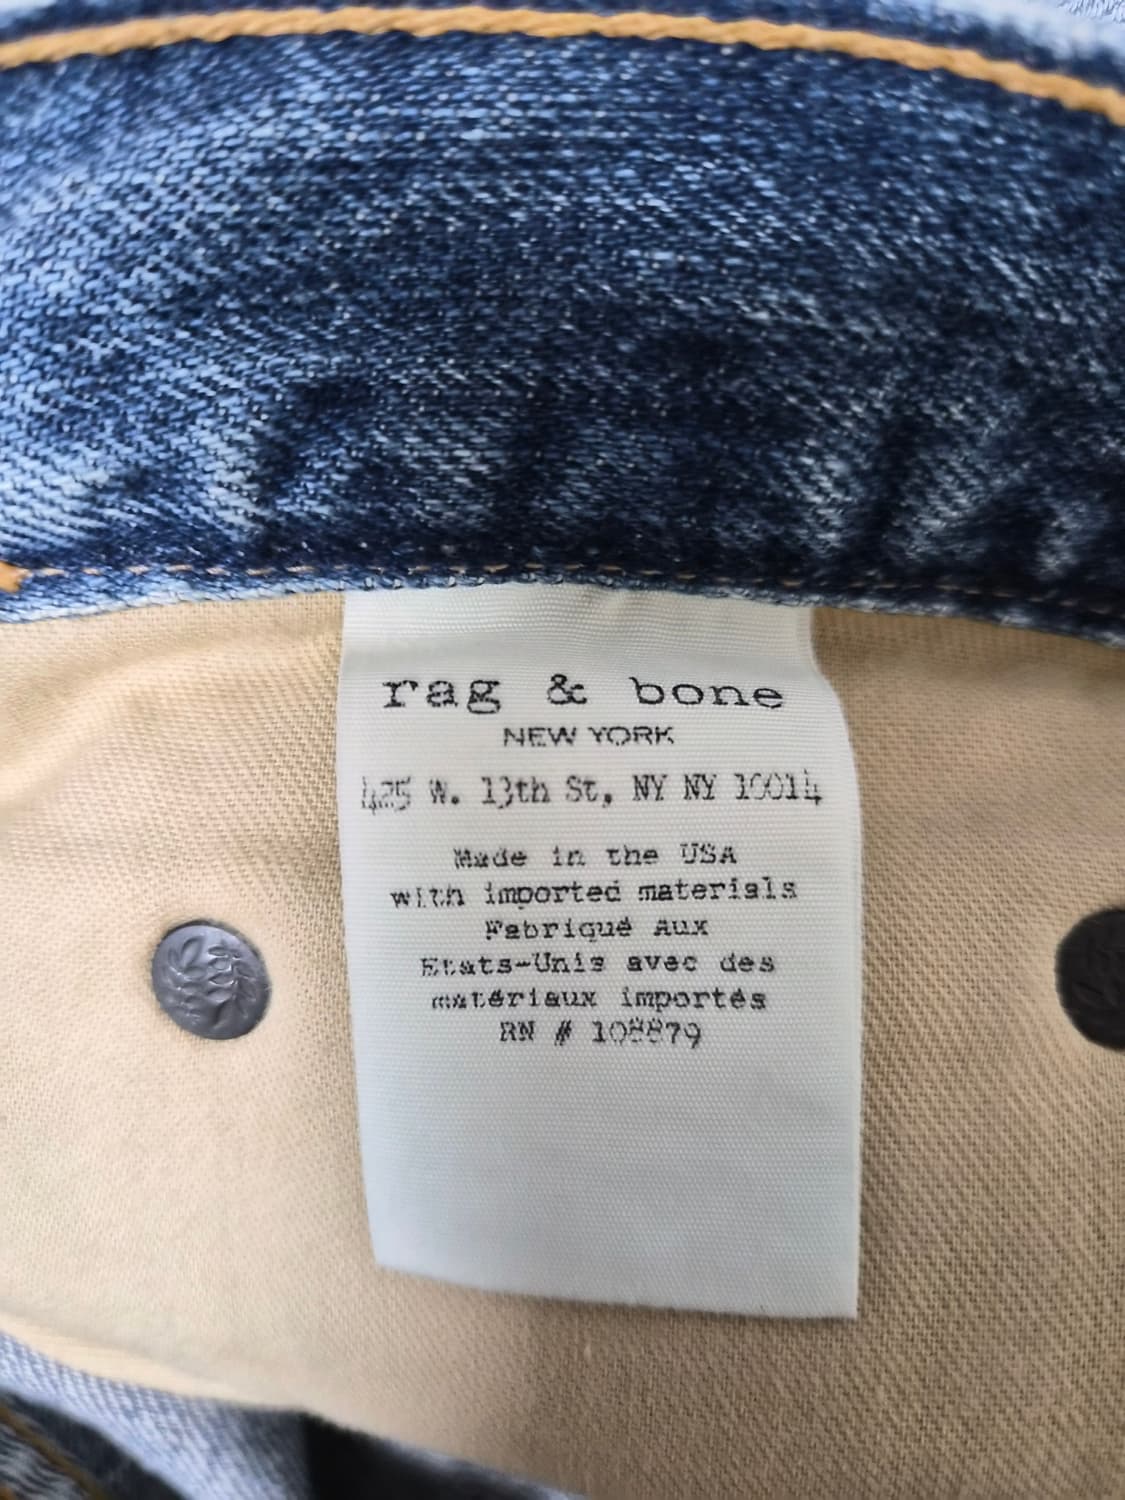 rag & bone
NEW YORK
425 W. 13th St, NY NY 10014
Made in the USA
with imported materials
Fabriqué Aux
Etats-Unis avec des
matériaux importés
RN # 108879